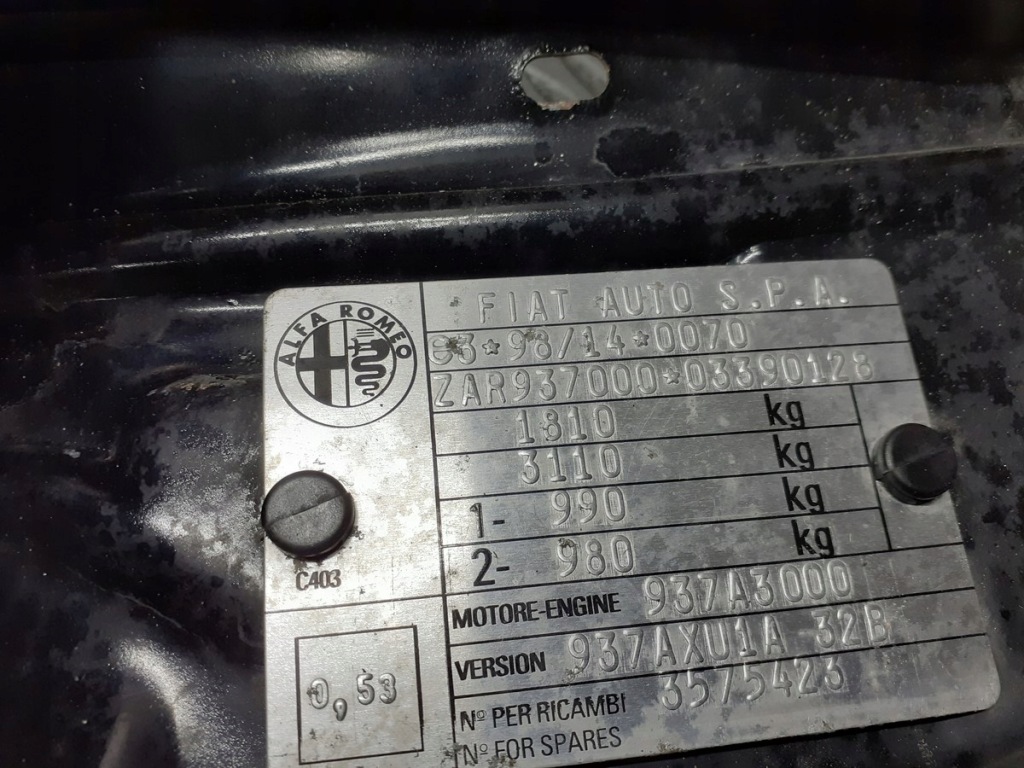 ALFA ROMEO
FIAT AUTO S.P.A.
e3*98/14*0070
ZAR937000*03390128
1810 kg
3110 kg
1- 990 kg
2- 980 kg
C403
MOTORE-ENGINE 937A3000
VERSION 937AXU1A 32B
0,53
Nº PER RICAMBI 3575423
Nº FOR SPARES